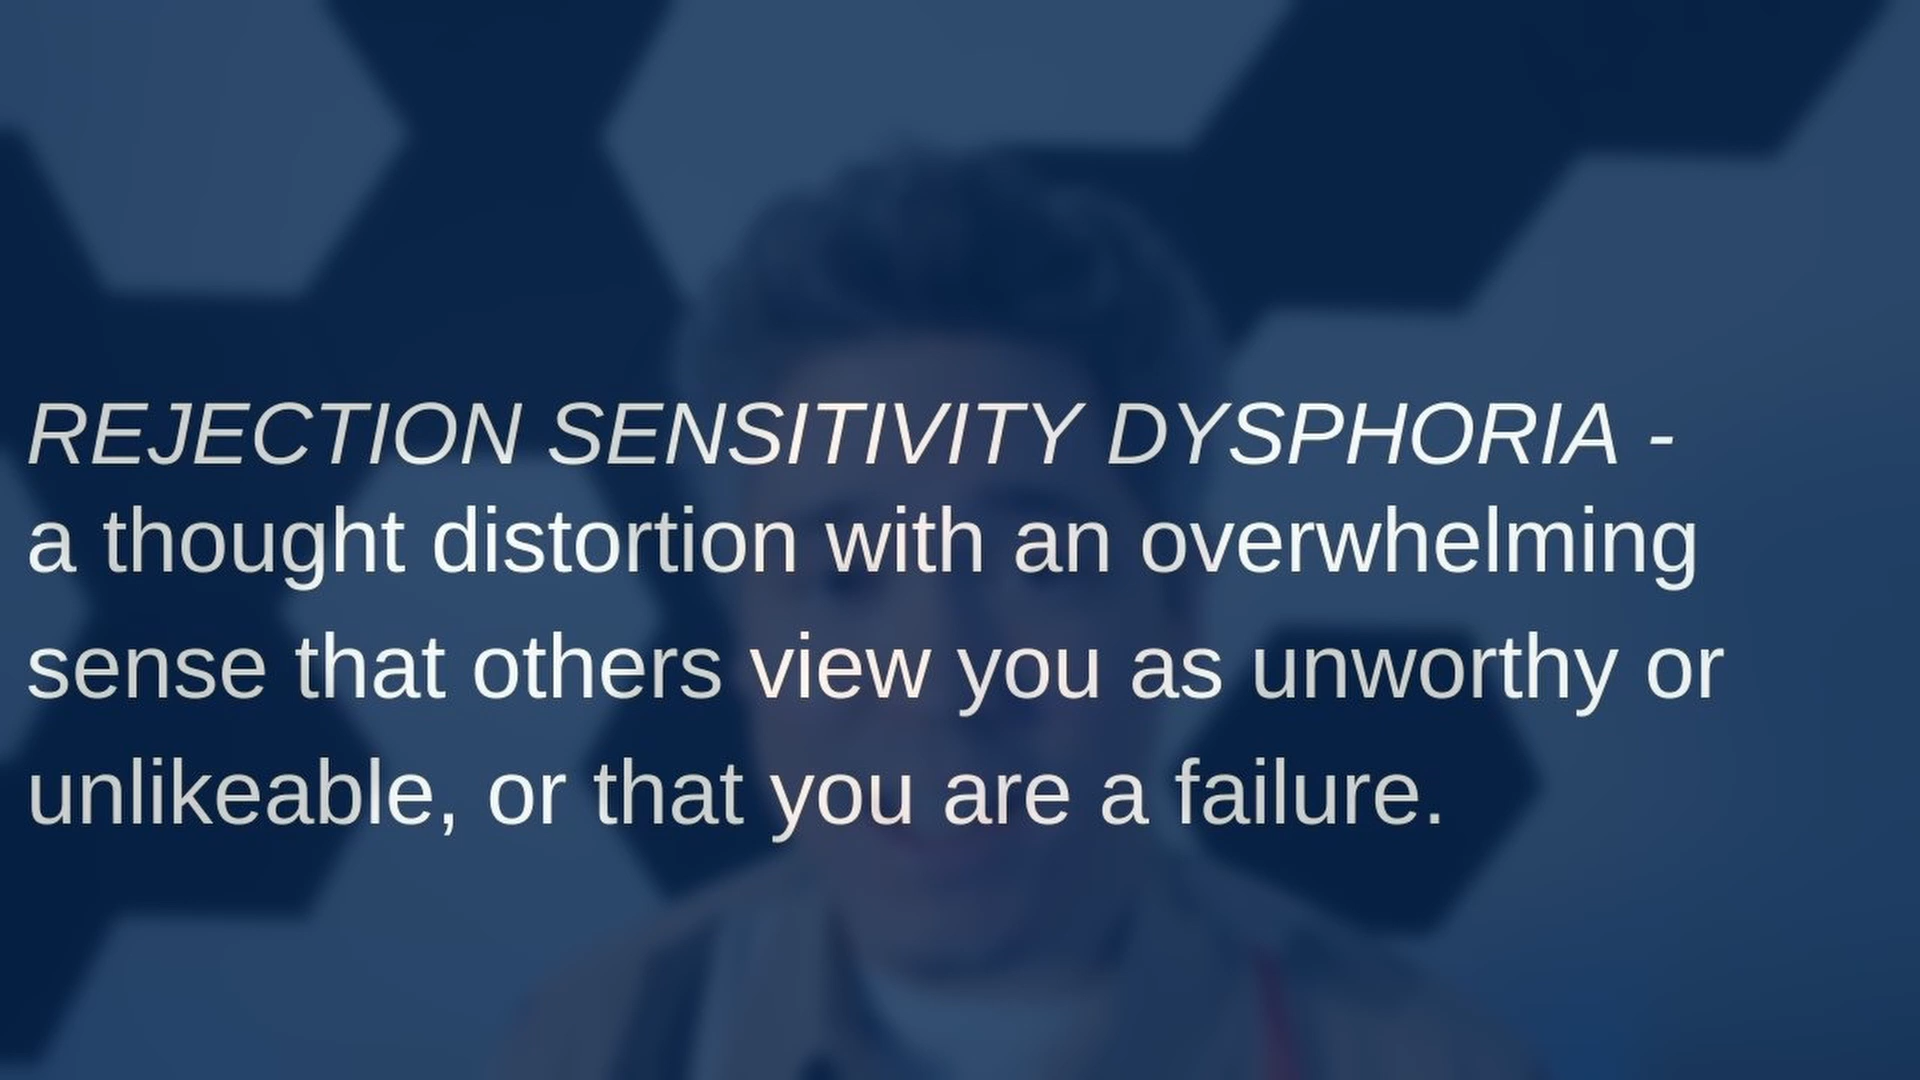 REJECTION SENSITIVITY DYSPHORIA -
a thought distortion with an overwhelming
sense that others view you as unworthy or
unlikeable, or that you are a failure.